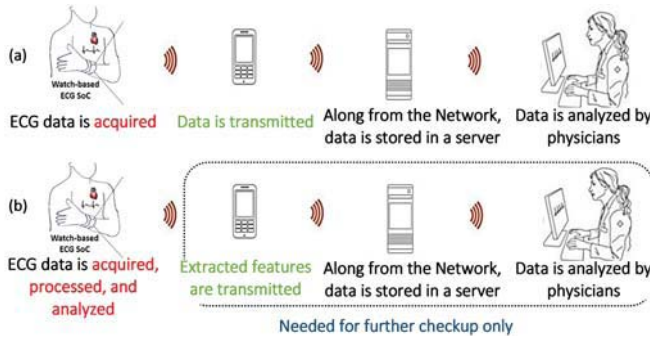 (a)
Watch-based
ECG SoC
ECG data is acquired
Data is transmitted
Along from the Network,
data is stored in a server
Data is analyzed by
physicians
(b)
Watch-based
ECG SoC
ECG data is acquired,
processed, and
analyzed
Extracted features
are transmitted
Along from the Network,
data is stored in a server
Data is analyzed by
physicians
Needed for further checkup only